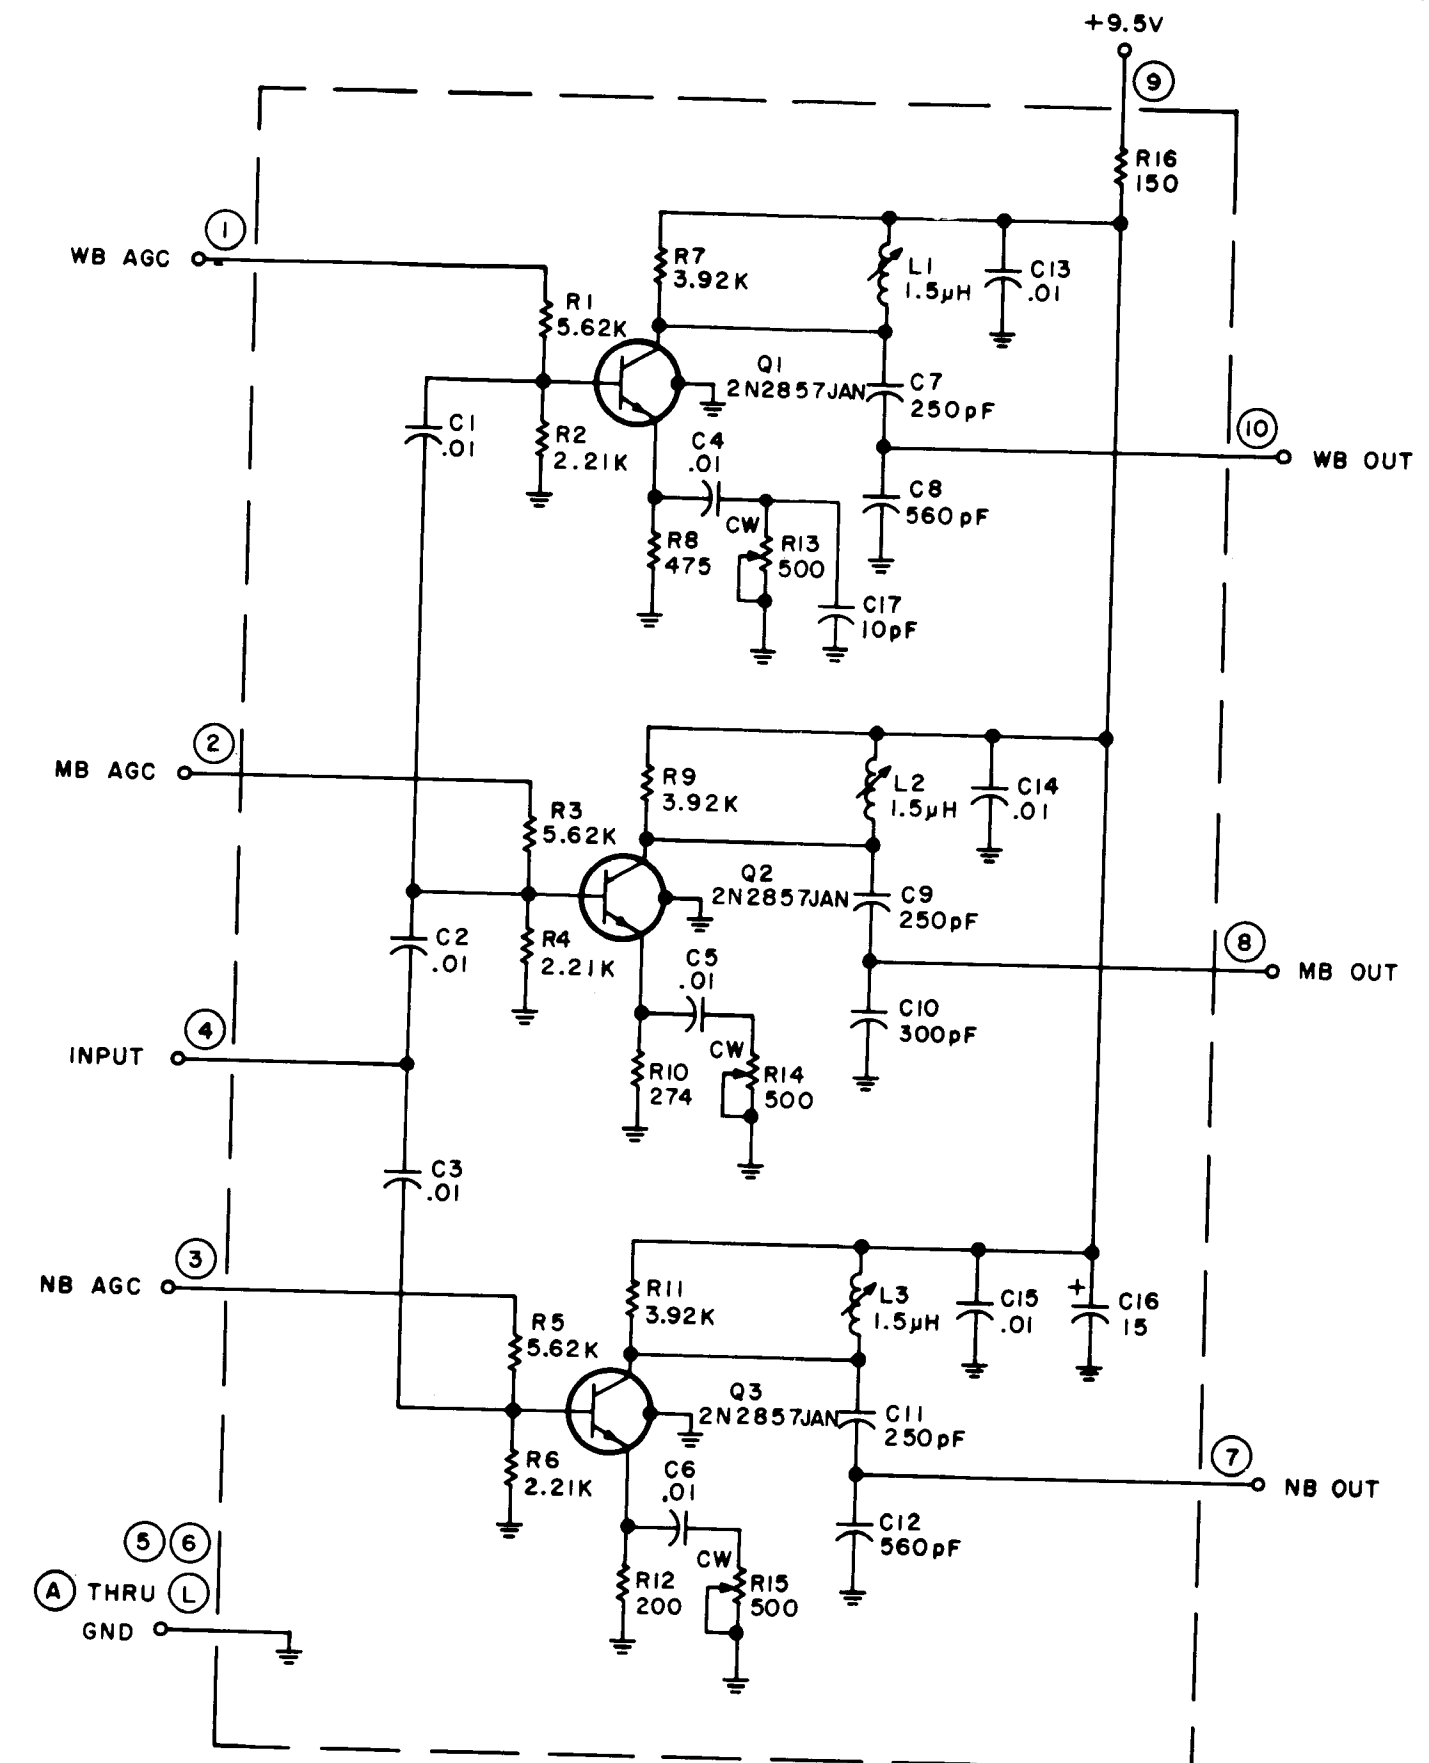 +9.5V
9
R16
150
1
WB AGC
R7
3.92K
L1
1.5µH
C13
.01
R1
5.62K
Q1
2N2857JAN
C7
250pF
C1
.01
R2
2.21K
C4
.01
10
WB OUT
C8
560pF
CW
R8
475
R13
500
C17
10pF
2
MB AGC
R9
3.92K
L2
1.5µH
C14
.01
R3
5.62K
Q2
2N2857JAN
C9
250pF
C2
.01
R4
2.21K
C5
.01
8
MB OUT
C10
300pF
4
INPUT
CW
R10
274
R14
500
C3
.01
3
NB AGC
R11
3.92K
L3
1.5µH
C15
.01
+
C16
15
R5
5.62K
Q3
2N2857JAN
C11
250pF
R6
2.21K
C6
.01
7
NB OUT
C12
560pF
CW
R12
200
R15
500
5 6
A THRU L
GND